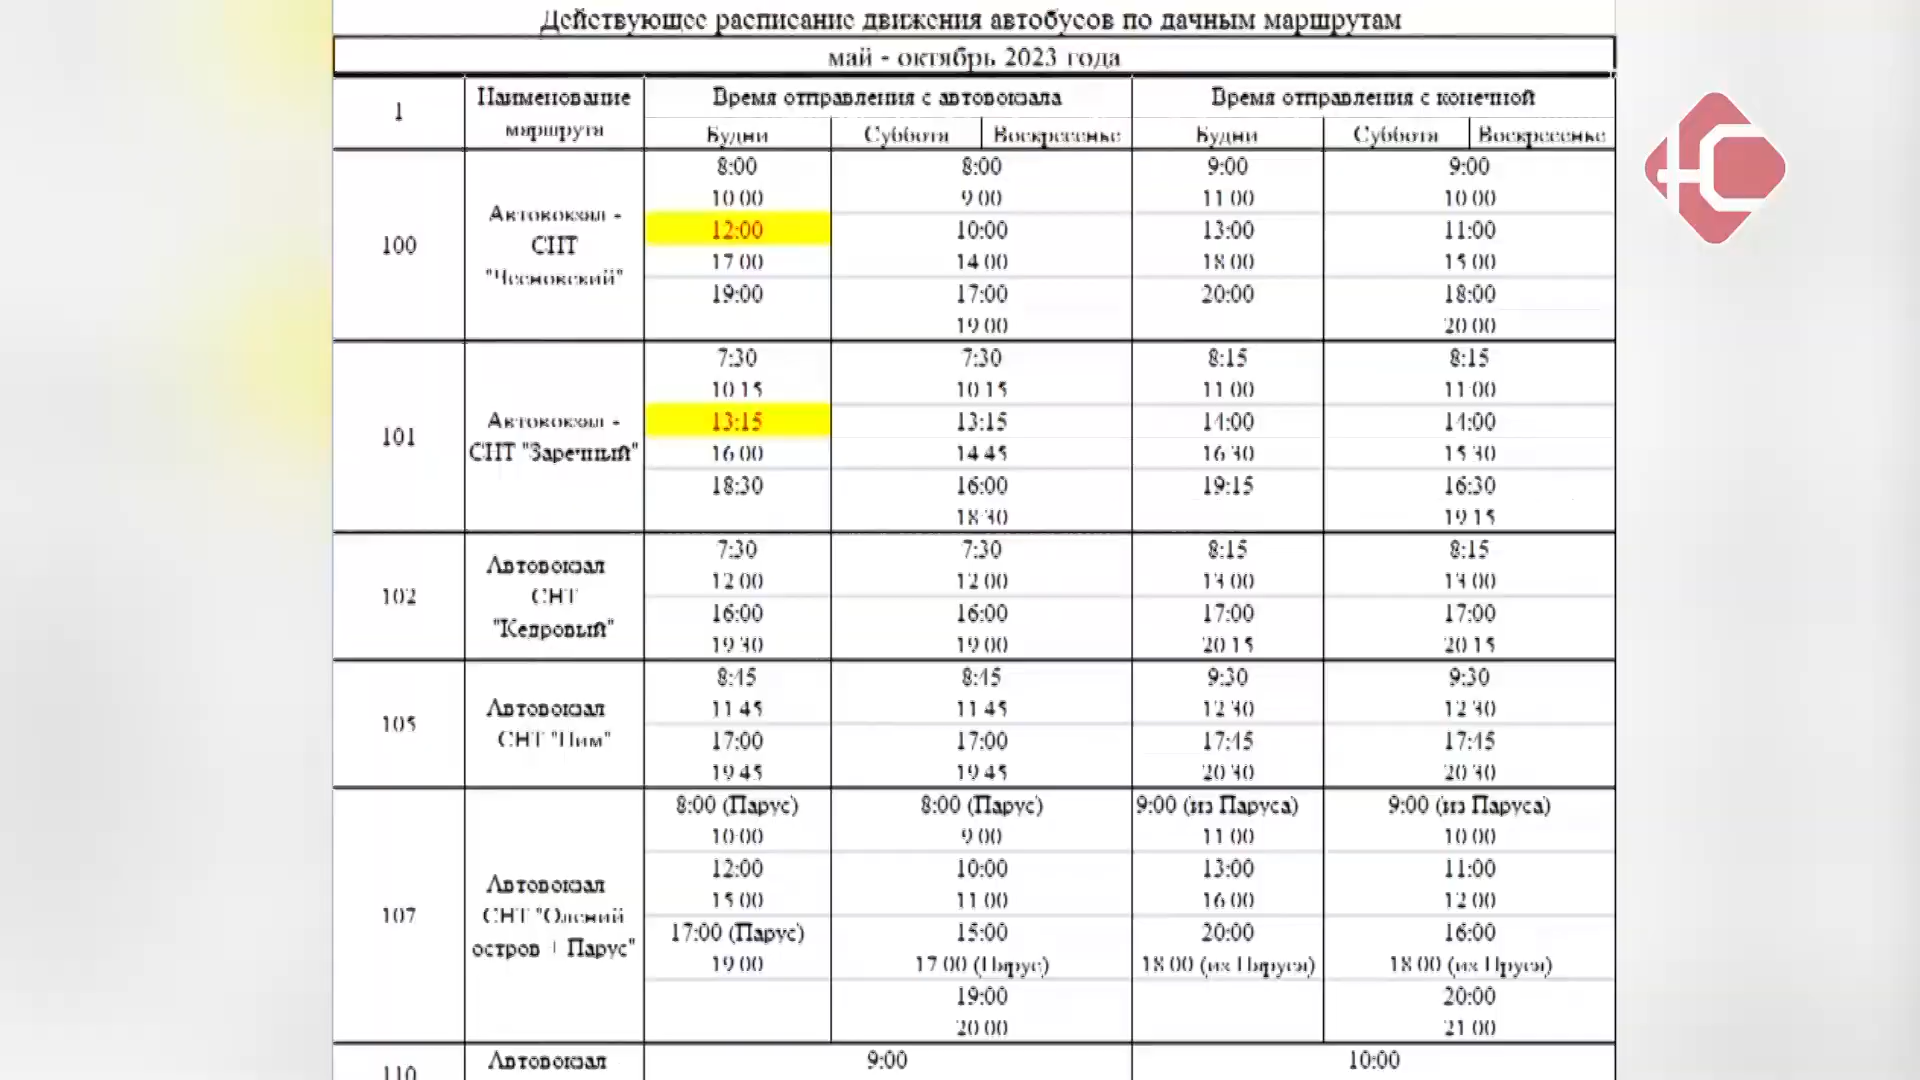 Действующее расписание движения автобусов по дачным маршрутам
май - октябрь 2023 года
1 Наименование маршрута Время отправления с автовокзала Время отправления с конечной
Будни Суббота Воскресенье Будни Суббота Воскресенье
8:00 8:00 9:00 9:00
10:00 9:00 11:00 10:00
100 Автовокзал - СНТ "Чесноковский" 12:00 10:00 13:00 11:00
17:00 14:00 18:00 15:00
19:00 17:00 20:00 18:00
19:00 20:00
7:30 7:30 8:15 8:15
10:15 10:15 11:00 11:00
101 Автовокзал - СНТ "Заречный" 13:15 13:15 14:00 14:00
16:00 14:45 16:30 15:30
18:30 16:00 19:15 16:30
18:30 19:15
7:30 7:30 8:15 8:15
12:00 12:00 13:00 13:00
102 Автовокзал СНТ "Кедровый" 16:00 16:00 17:00 17:00
19:30 19:00 20:15 20:15
8:45 8:45 9:30 9:30
11:45 11:45 12:30 12:30
105 Автовокзал СНТ "Пим" 17:00 17:00 17:45 17:45
19:45 19:45 20:30 20:30
8:00 (Парус) 8:00 (Парус) 9:00 (из Паруса) 9:00 (из Паруса)
10:00 9:00 11:00 10:00
12:00 10:00 13:00 11:00
107 Автовокзал СНТ "Олений остров + Парус" 15:00 11:00 16:00 12:00
17:00 (Парус) 15:00 20:00 16:00
19:00 17:00 (Парус) 18:00 (из Паруса) 18:00 (из Пруса)
19:00 20:00
20:00 21:00
110 Автовокзал 9:00 10:00